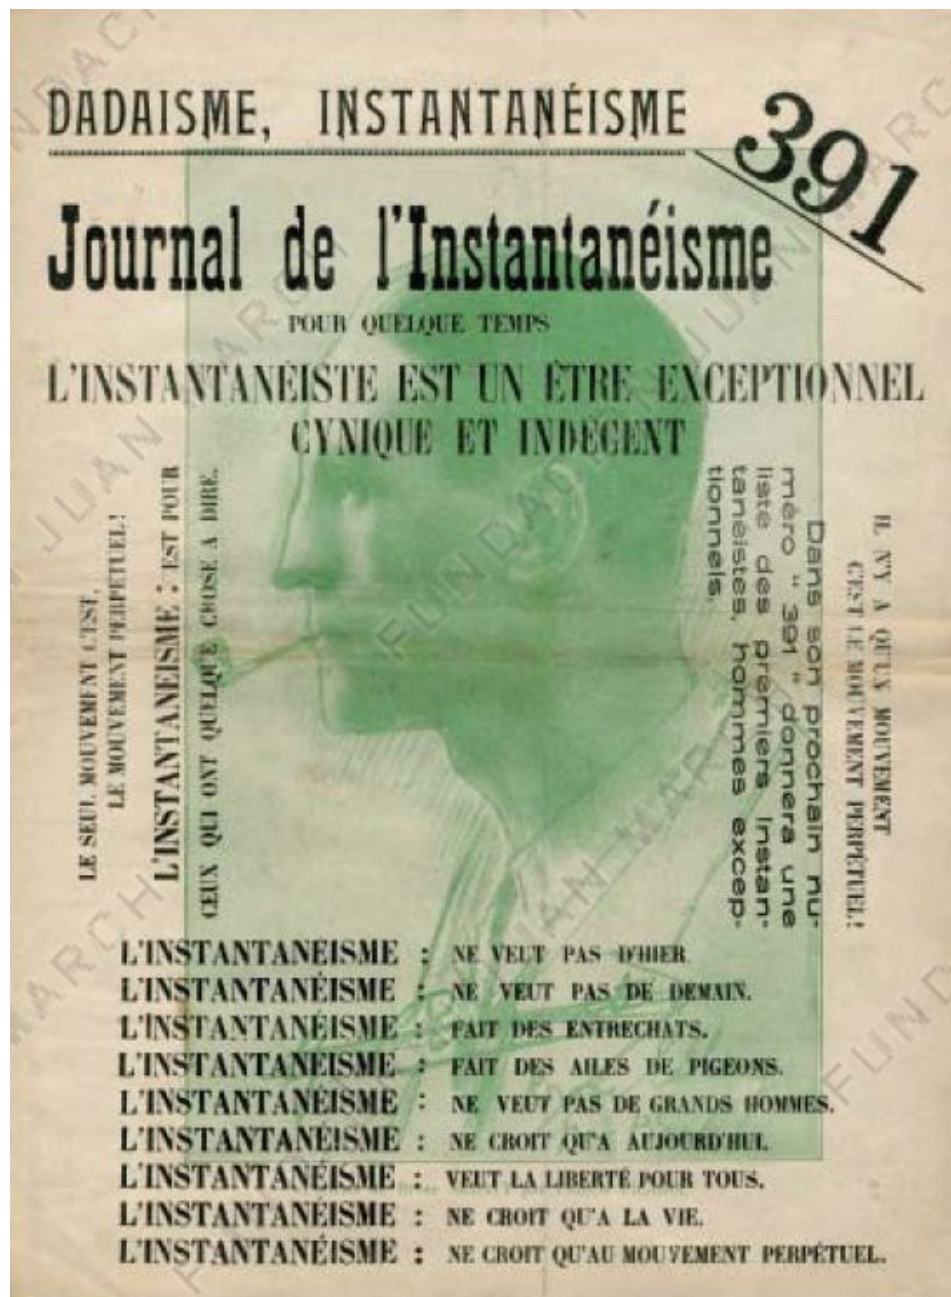 DADAISME, INSTANTANÉISME
391
Journal de l'Instantanéisme
POUR QUELQUE TEMPS
L'INSTANTANÉISTE EST UN ÊTRE EXCEPTIONNEL
CYNIQUE ET INDÉCENT
LE SEUL MOUVEMENT C'EST,
LE MOUVEMENT PERPETUEL!
L'INSTANTANEISME : EST POUR
CEUX QUI ONT QUELQUE CHOSE A DIRE.
Dans son prochain nu-
méro " 391 " donnera une
liste des premiers Instan-
tanéistes, hommes excep-
tionnels.
IL N'Y A QU'UN MOUVEMENT
C'EST LE MOUVEMENT PERPÉTUEL!
L'INSTANTANEISME : NE VEUT PAS D'HIER.
L'INSTANTANÉISME : NE VEUT PAS DE DEMAIN.
L'INSTANTANÉISME : FAIT DES ENTRECHATS.
L'INSTANTANÉISME : FAIT DES AILES DE PIGEONS.
L'INSTANTANÉISME : NE VEUT PAS DE GRANDS HOMMES.
L'INSTANTANÉISME : NE CROIT QU'A AUJOURD'HUI.
L'INSTANTANÉISME : VEUT LA LIBERTÉ POUR TOUS.
L'INSTANTANÉISME : NE CROIT QU'A LA VIE.
L'INSTANTANÉISME : NE CROIT QU'AU MOUVEMENT PERPÉTUEL.
FUNDACIÓN JUAN MARCH